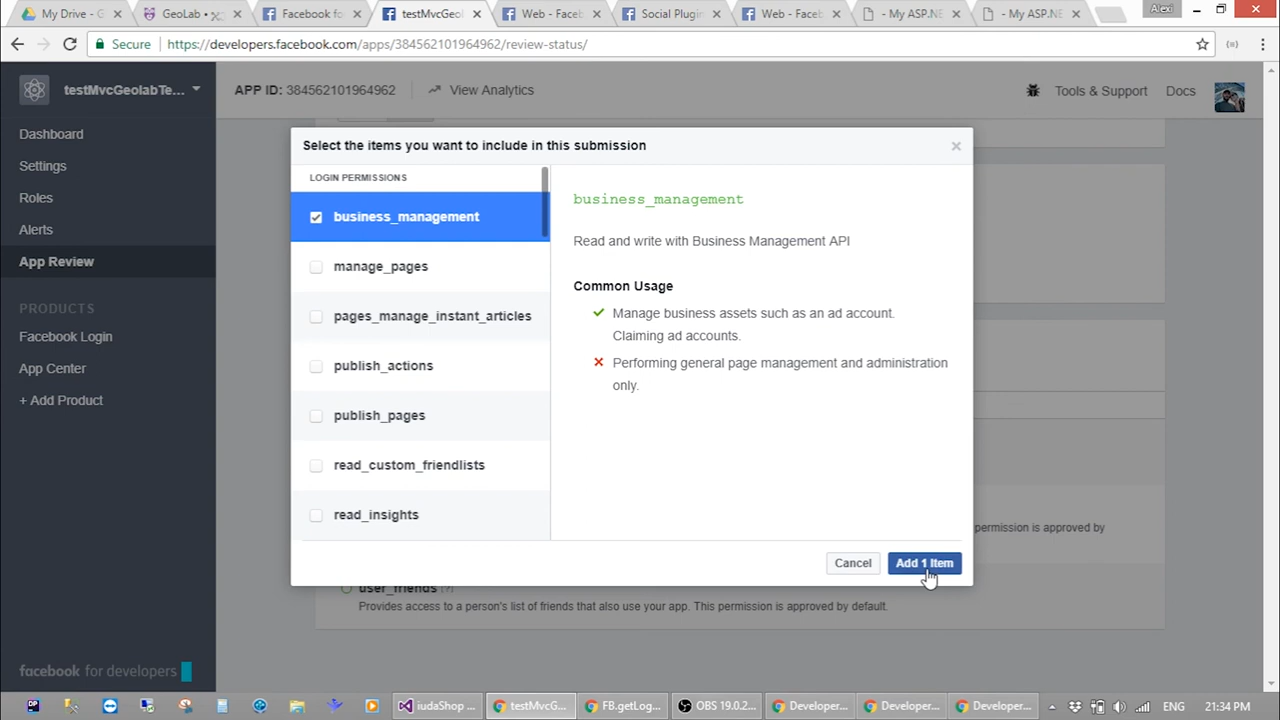 My Drive - G
GeoLab •
Facebook for
testMvcGeol
Web - Faceb
Social Plugin
Web - Faceb
- My ASP.NE
- My ASP.NE
Alexi
Secure
https://developers.facebook.com/apps/384562101964962/review-status/
testMvcGeolabTe...
APP ID: 384562101964962
View Analytics
Tools & Support
Docs
Dashboard
Settings
Roles
Alerts
App Review
PRODUCTS
Facebook Login
App Center
+ Add Product
facebook for developers
Select the items you want to include in this submission
LOGIN PERMISSIONS
business_management
manage_pages
pages_manage_instant_articles
publish_actions
publish_pages
read_custom_friendlists
read_insights
business_management
Read and write with Business Management API
Common Usage
Manage business assets such as an ad account.
Claiming ad accounts.
Performing general page management and administration
only.
Cancel
Add 1 Item
permission is approved by
user_friends [?]
Provides access to a person's list of friends that also use your app. This permission is approved by default.
iudaShop ...
testMvcG...
FB.getLog...
OBS 19.0.2...
Developer...
Developer...
Developer...
ENG
21:34 PM